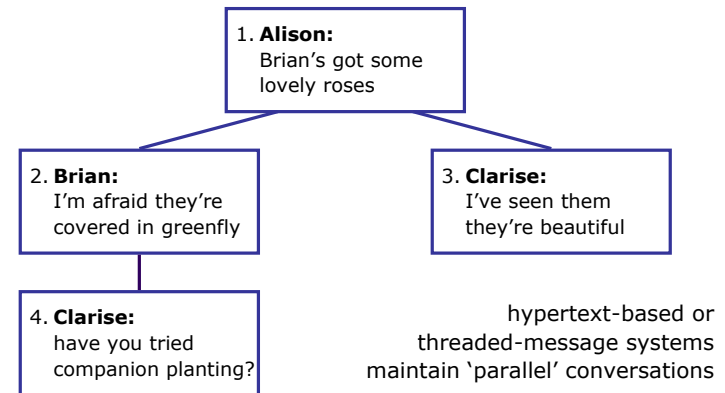 1. Alison:
Brian’s got some
lovely roses
2. Brian:
I’m afraid they’re
covered in greenfly
3. Clarise:
I’ve seen them
they’re beautiful
4. Clarise:
have you tried
companion planting?
hypertext-based or
threaded-message systems
maintain ‘parallel’ conversations